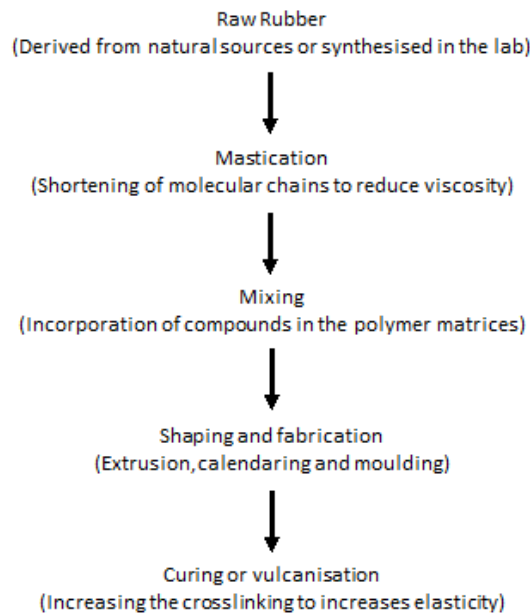 Raw Rubber
(Derived from natural sources or synthesised in the lab)
Mastication
(Shortening of molecular chains to reduce viscosity)
Mixing
(Incorporation of compounds in the polymer matrices)
Shaping and fabrication
(Extrusion, calendaring and moulding)
Curing or vulcanisation
(Increasing the crosslinking to increases elasticity)